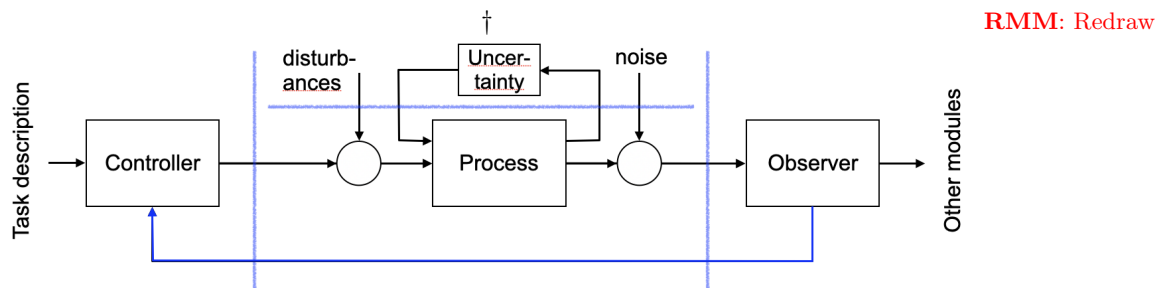 †
RMM: Redraw
disturb-
ances
Uncer-
tainty
noise
Task description
Controller
Process
Observer
Other modules